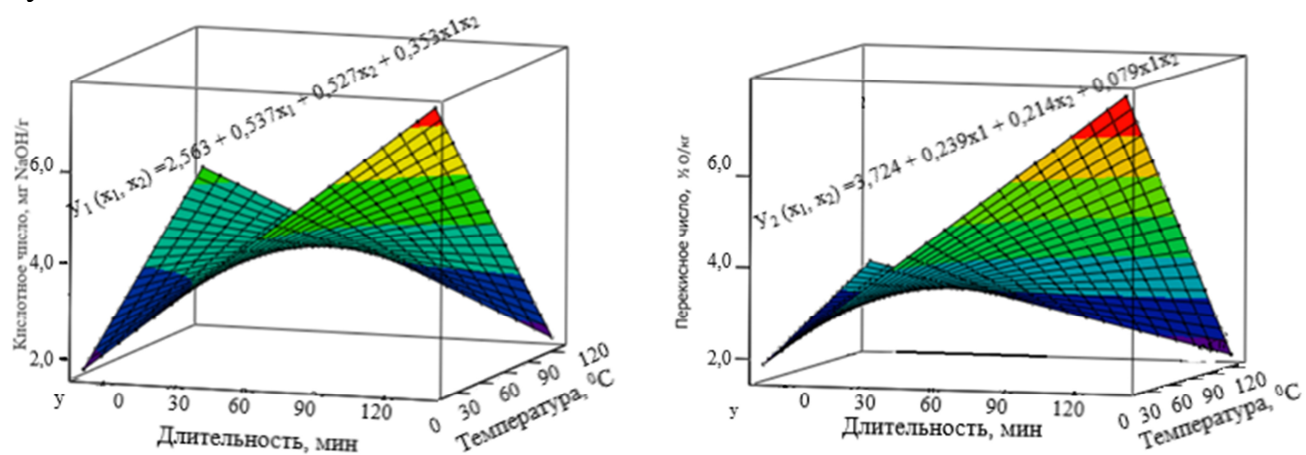 y₁ (x₁, x₂) =2,563 + 0,537x₁ + 0,527x₂ + 0,353x1x₂
Кислотное число, мг NaOH/г
6,0
4,0
2,0
y
0 30 60 90 120
Длительность, мин
0 30 60 90 120
Температура, ⁰С
y₂ (x₁, x₂) =3,724 + 0,239x1 + 0,214x₂ + 0,079x1x₂
Перекисное число, ½ О/кг
6,0
4,0
2,0
y
0 30 60 90 120
Длительность, мин
0 30 60 90 120
Температура, ⁰С